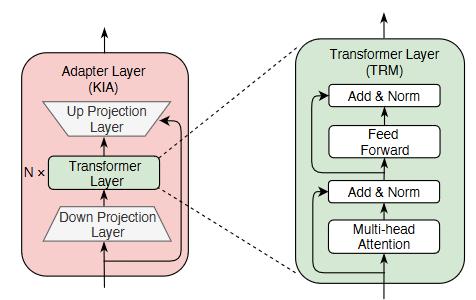 Adapter Layer
(KIA)
Up Projection
Layer
N ×
Transformer
Layer
Down Projection
Layer
Transformer Layer
(TRM)
Add & Norm
Feed
Forward
Add & Norm
Multi-head
Attention